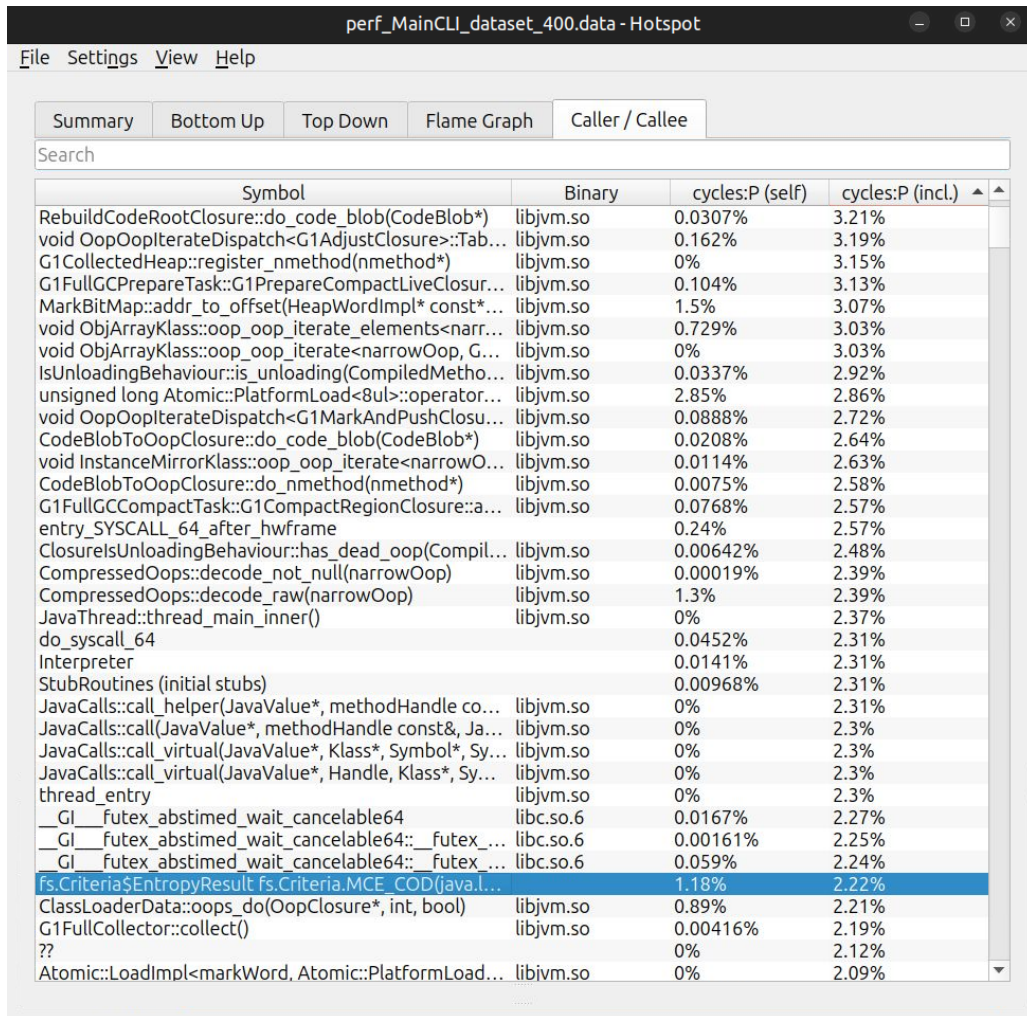 perf_MainCLI_dataset_400.data - Hotspot
File Settings View Help
Summary Bottom Up Top Down Flame Graph Caller / Callee
Search
Symbol Binary cycles:P (self) cycles:P (incl.)
RebuildCodeRootClosure::do_code_blob(CodeBlob*) libjvm.so 0.0307% 3.21%
void OopOopIterateDispatch<G1AdjustClosure>::Tab... libjvm.so 0.162% 3.19%
G1CollectedHeap::register_nmethod(nmethod*) libjvm.so 0% 3.15%
G1FullGCPrepareTask::G1PrepareCompactLiveClosur... libjvm.so 0.104% 3.13%
MarkBitMap::addr_to_offset(HeapWordImpl* const*... libjvm.so 1.5% 3.07%
void ObjArrayKlass::oop_oop_iterate_elements<narr... libjvm.so 0.729% 3.03%
void ObjArrayKlass::oop_oop_iterate<narrowOop, G... libjvm.so 0% 3.03%
IsUnloadingBehaviour::is_unloading(CompiledMetho... libjvm.so 0.0337% 2.92%
unsigned long Atomic::PlatformLoad<8ul>::operator... libjvm.so 2.85% 2.86%
void OopOopIterateDispatch<G1MarkAndPushClosu... libjvm.so 0.0888% 2.72%
CodeBlobToOopClosure::do_code_blob(CodeBlob*) libjvm.so 0.0208% 2.64%
void InstanceMirrorKlass::oop_oop_iterate<narrowO... libjvm.so 0.0114% 2.63%
CodeBlobToOopClosure::do_nmethod(nmethod*) libjvm.so 0.0075% 2.58%
G1FullGCCompactTask::G1CompactRegionClosure::a... libjvm.so 0.0768% 2.57%
entry_SYSCALL_64_after_hwframe 0.24% 2.57%
ClosureIsUnloadingBehaviour::has_dead_oop(Compil... libjvm.so 0.00642% 2.48%
CompressedOops::decode_not_null(narrowOop) libjvm.so 0.00019% 2.39%
CompressedOops::decode_raw(narrowOop) libjvm.so 1.3% 2.39%
JavaThread::thread_main_inner() libjvm.so 0% 2.37%
do_syscall_64 0.0452% 2.31%
Interpreter 0.0141% 2.31%
StubRoutines (initial stubs) 0.00968% 2.31%
JavaCalls::call_helper(JavaValue*, methodHandle co... libjvm.so 0% 2.31%
JavaCalls::call(JavaValue*, methodHandle const&, Ja... libjvm.so 0% 2.3%
JavaCalls::call_virtual(JavaValue*, Klass*, Symbol*, Sy... libjvm.so 0% 2.3%
JavaCalls::call_virtual(JavaValue*, Handle, Klass*, Sy... libjvm.so 0% 2.3%
thread_entry libjvm.so 0% 2.3%
__GI___futex_abstimed_wait_cancelable64 libc.so.6 0.0167% 2.27%
__GI___futex_abstimed_wait_cancelable64::__futex_... libc.so.6 0.00161% 2.25%
__GI___futex_abstimed_wait_cancelable64::__futex_... libc.so.6 0.059% 2.24%
fs.Criteria$EntropyResult fs.Criteria.MCE_COD(java.l... 1.18% 2.22%
ClassLoaderData::oops_do(OopClosure*, int, bool) libjvm.so 0.89% 2.21%
G1FullCollector::collect() libjvm.so 0.00416% 2.19%
?? 0% 2.12%
Atomic::LoadImpl<markWord, Atomic::PlatformLoad... libjvm.so 0% 2.09%